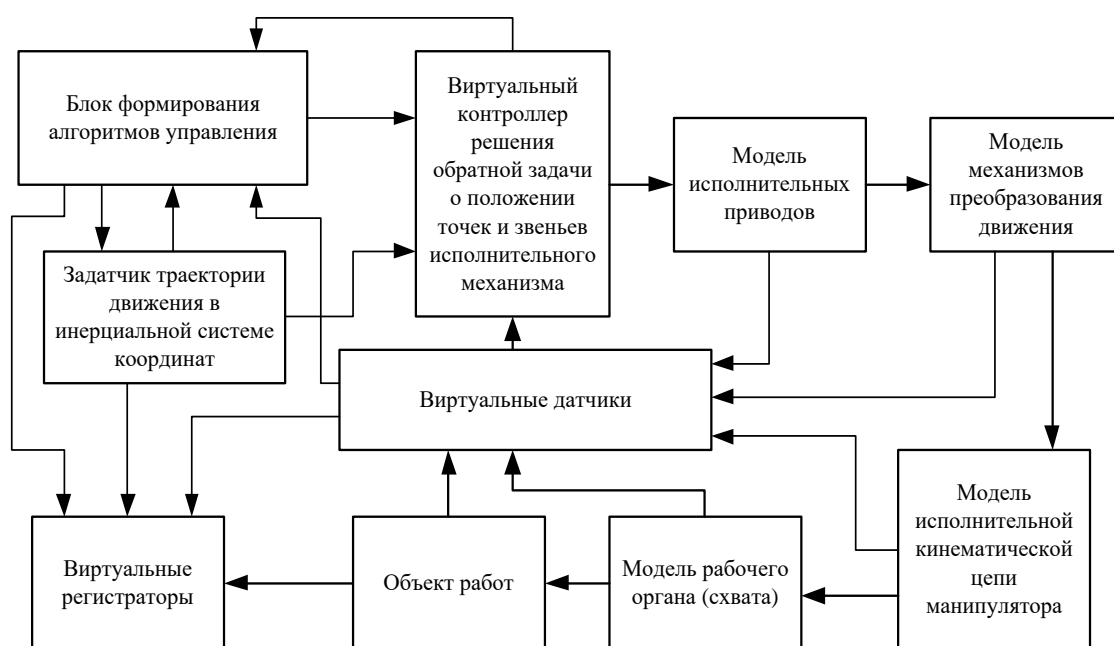 Блок формирования
алгоритмов управления
Виртуальный
контроллер
решения
обратной задачи
о положении
точек и звеньев
исполнительного
механизма
Модель
исполнительных
приводов
Модель
механизмов
преобразования
движения
Задатчик траектории
движения в
инерциальной системе
координат
Виртуальные датчики
Виртуальные
регистраторы
Объект работ
Модель рабочего
органа (схвата)
Модель
исполнительной
кинематической
цепи
манипулятора